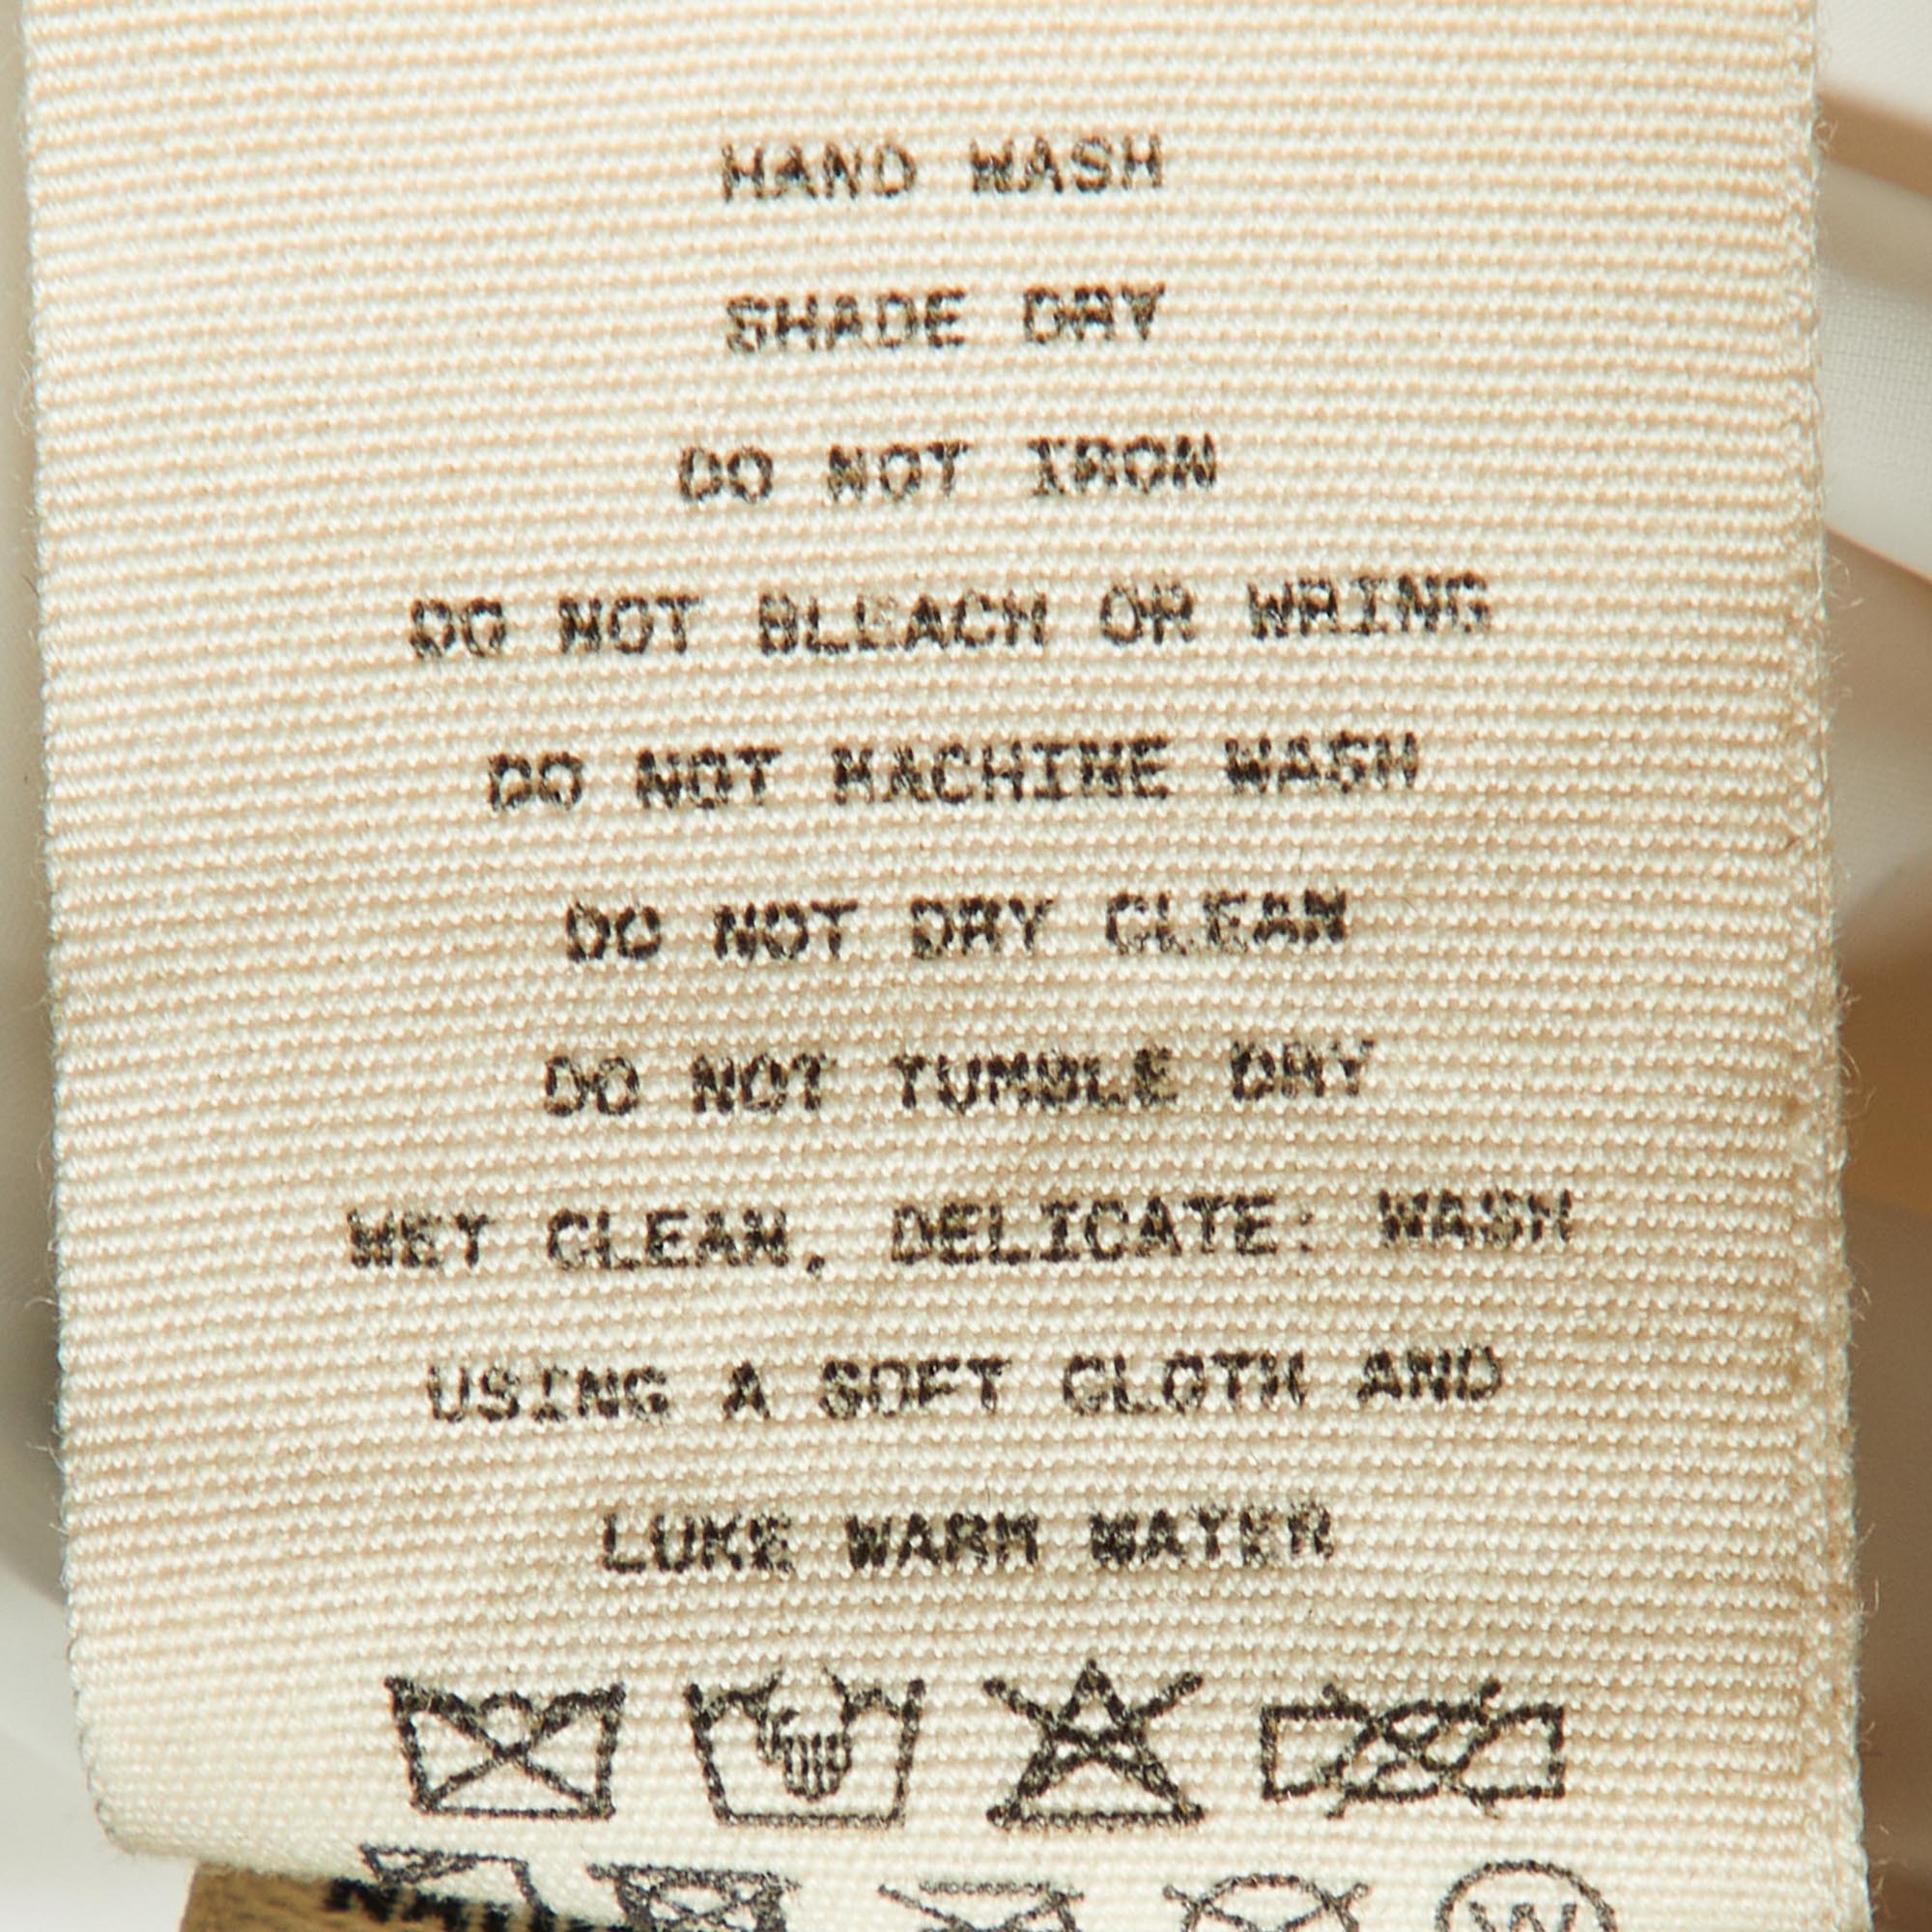 HAND WASH
SHADE DRY
DO NOT IRON
DO NOT BLEACH OR WRING
DO NOT MACHINE WASH
DO NOT DRY CLEAN
DO NOT TUMBLE DRY
WET CLEAN, DELICATE: WASH
USING A SOFT CLOTH AND
LUKE WARM WATER
W